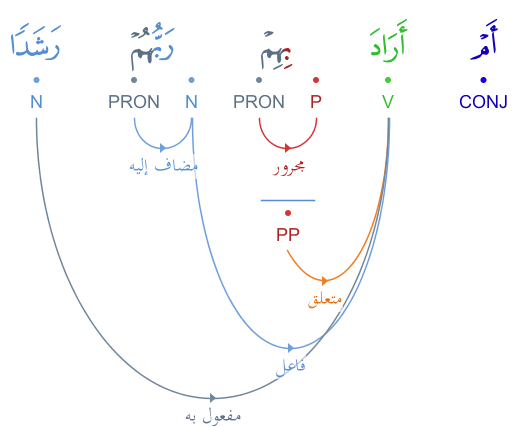 أَمۡ أَرَادَ بِهِمۡ رَبُّهُمۡ رَشَدًا
CONJ V P PRON N PRON N
مضاف إليه مجرور
PP
متعلق
فاعل
مفعول به